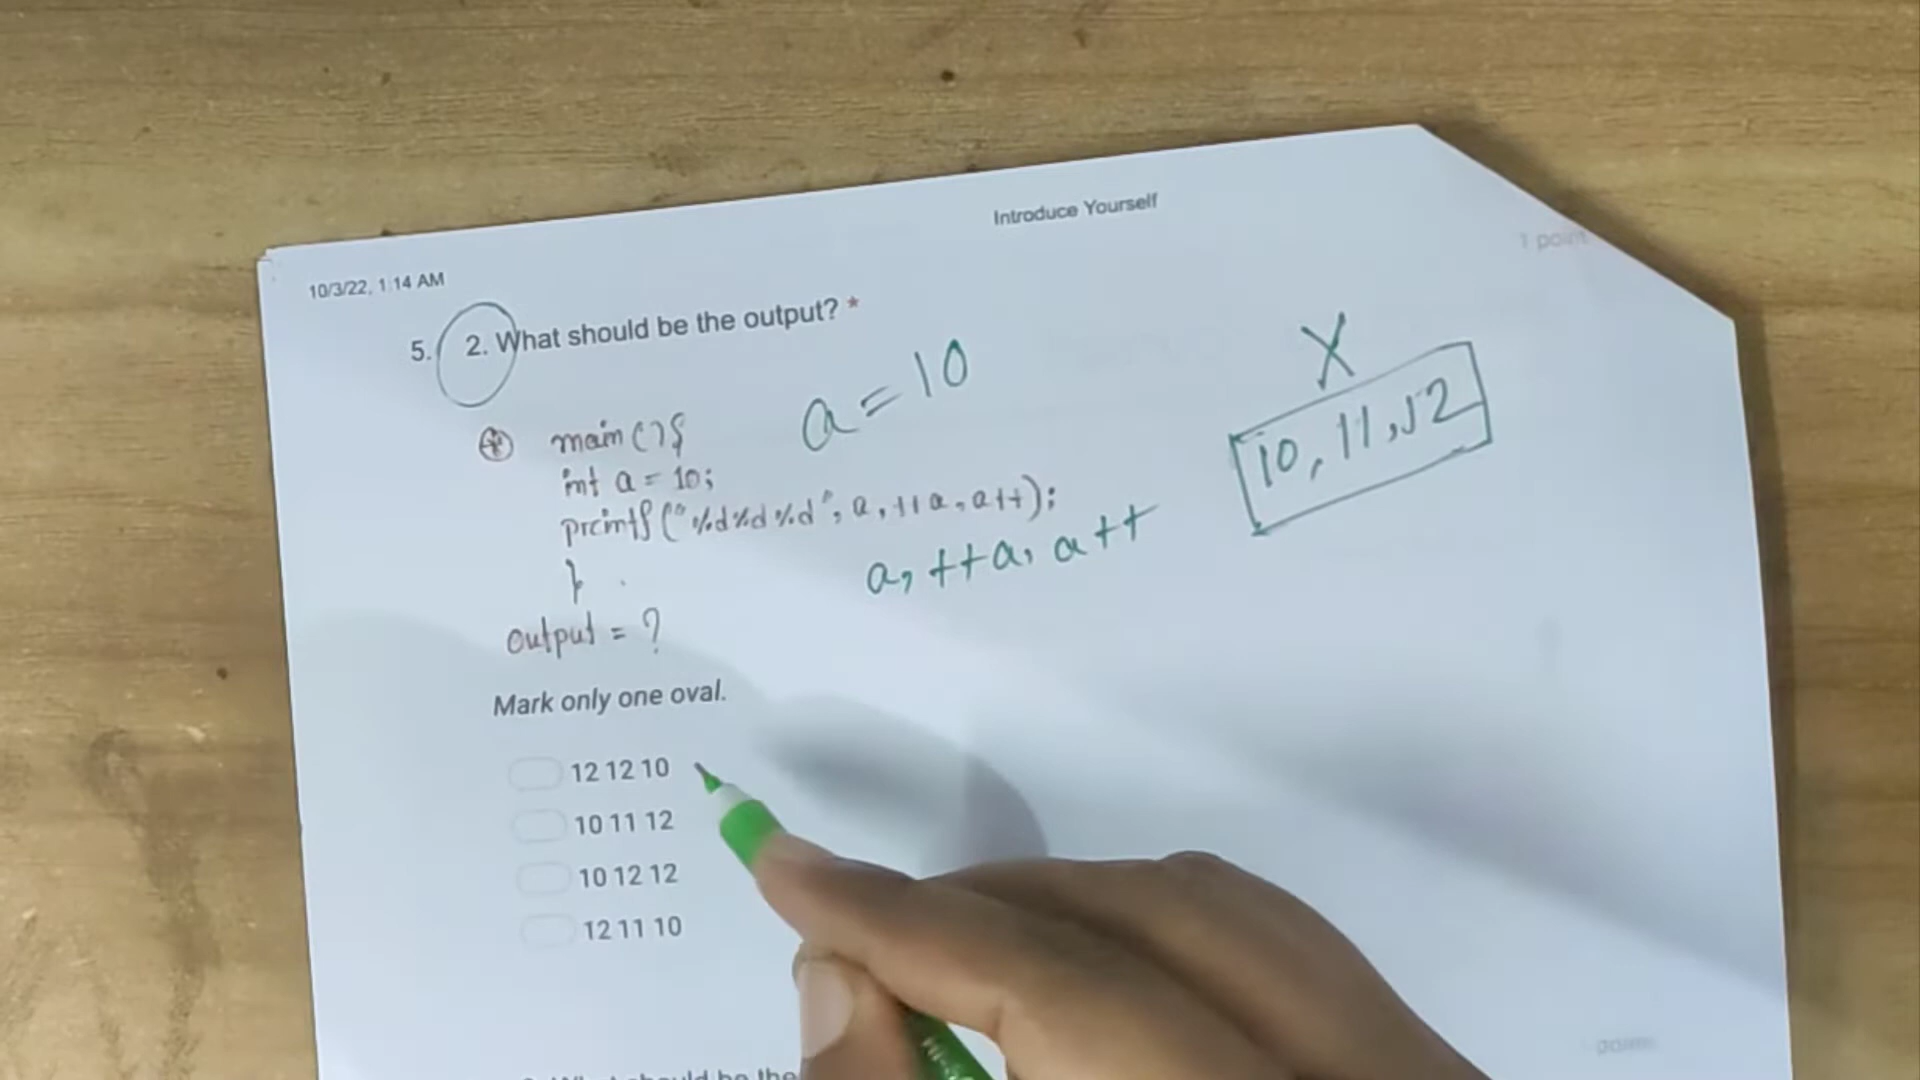 Introduce Yourself
10/3/22, 1:14 AM
1 point
5. 2. What should be the output? *
a = 10
X
10, 11, 12
main(){
int a = 10;
printf("%d%d%d", a, ++a, a++);
}
a, ++a, a++
output = ?
Mark only one oval.
12 12 10
10 11 12
10 12 12
12 11 10